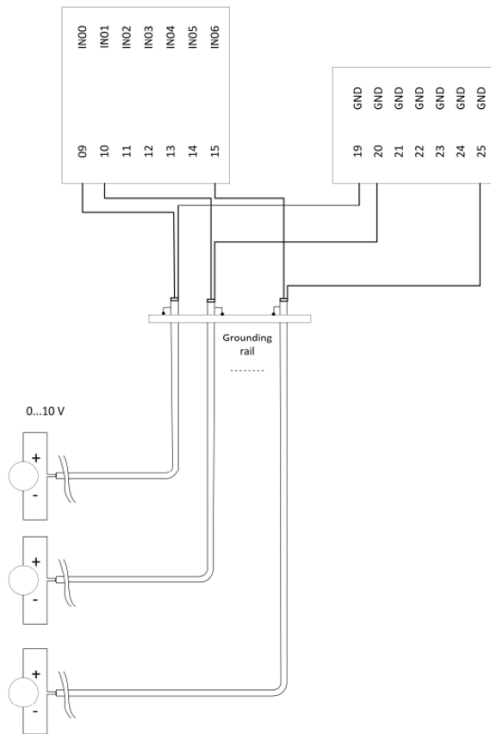 IN00 IN01 IN02 IN03 IN04 IN05 IN06
09 10 11 12 13 14 15
GND GND GND GND GND GND GND
19 20 21 22 23 24 25
Grounding
rail
0...10 V
+
-
+
-
+
-